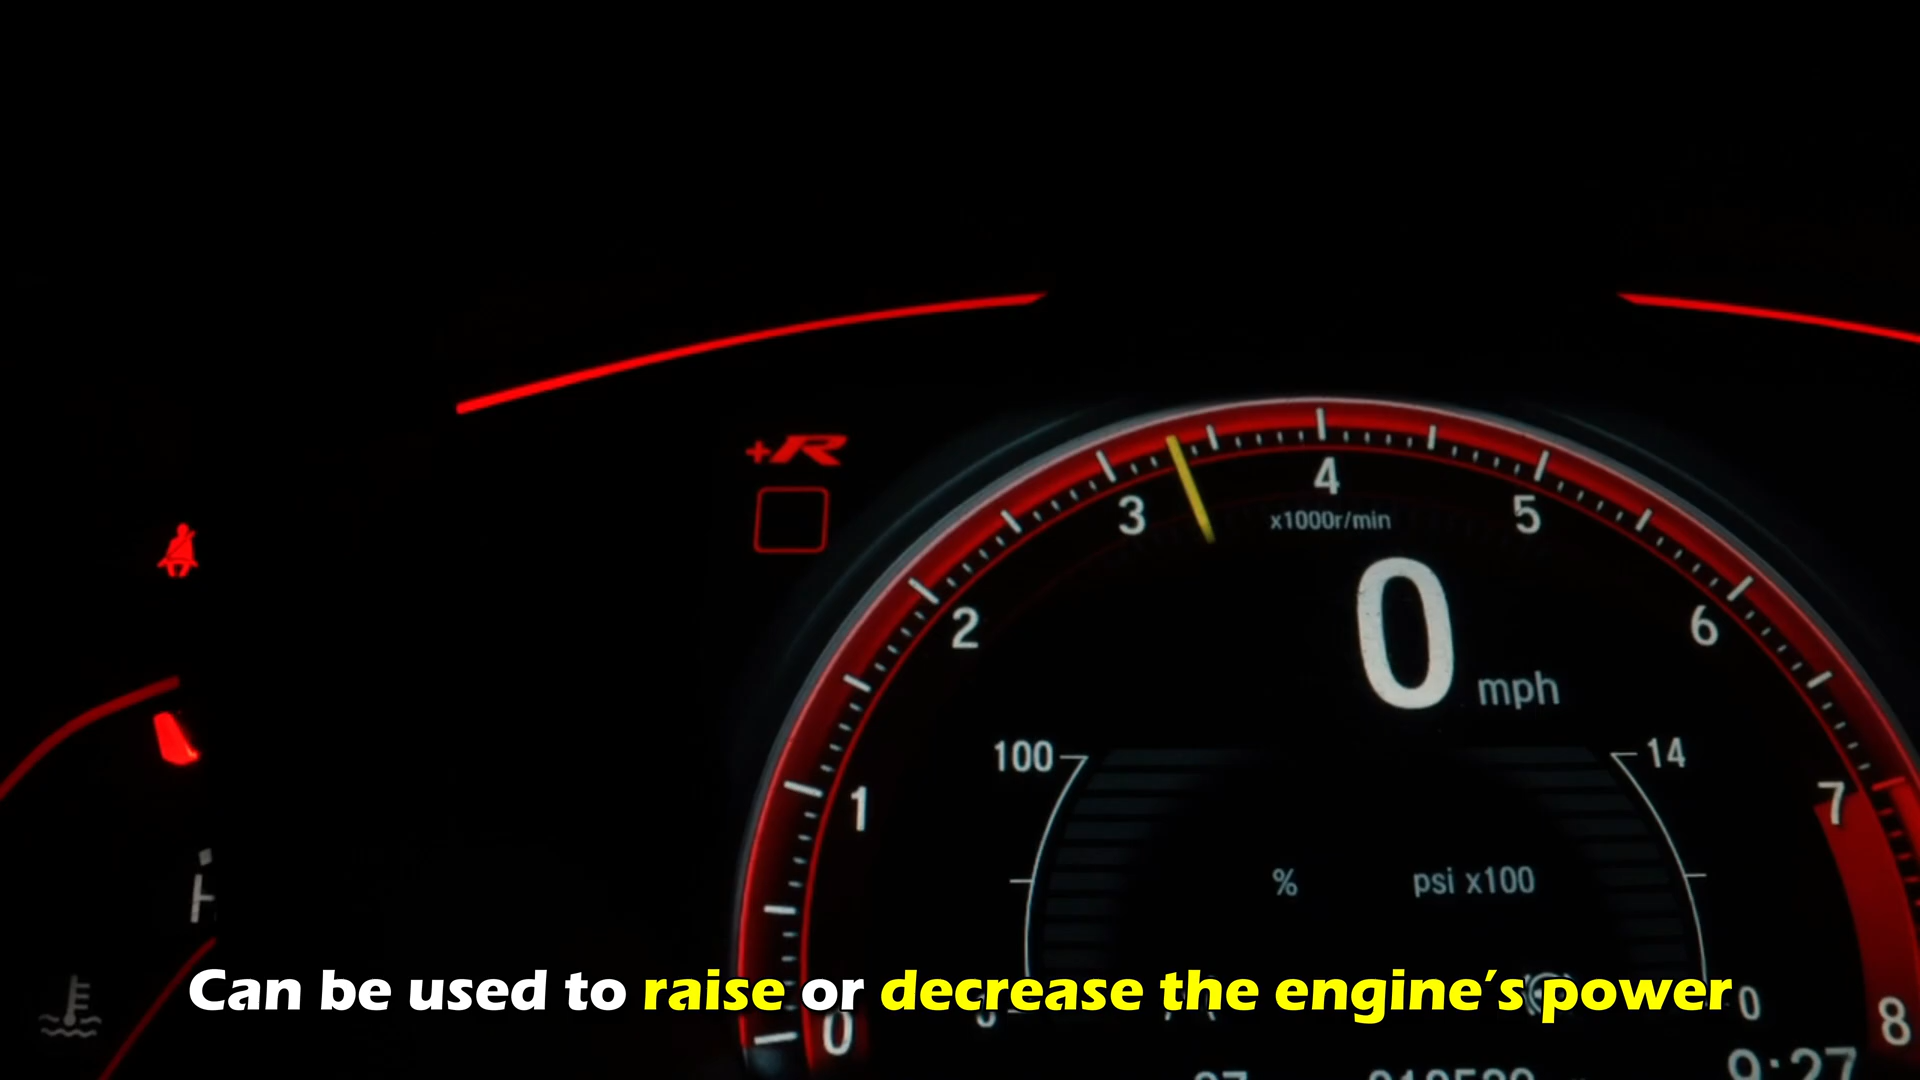 +R
4
3
5
x1000r/min
2
6
0 mph
100
14
1
7
% psi x100
Can be used to raise or decrease the engine’s power
0
0
8
9:27